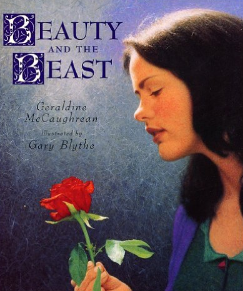 BEAUTY
AND THE
BEAST
Geraldine
McCaughrean
Illustrated by
Gary Blythe